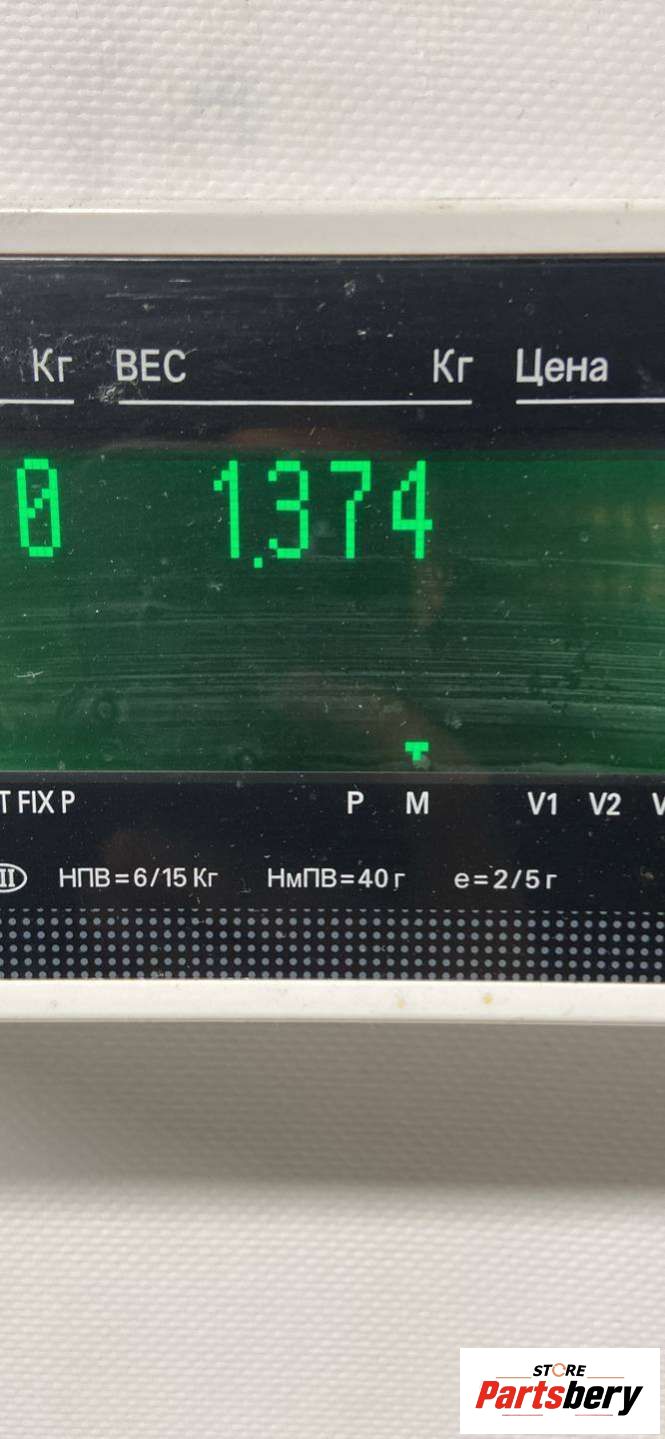 Кг ВЕС Кг Цена
0 1.374
T FIX P P M V1 V2
III НПВ=6/15 Кг НмПВ=40 г e=2/5 г
STORE
Partsbery